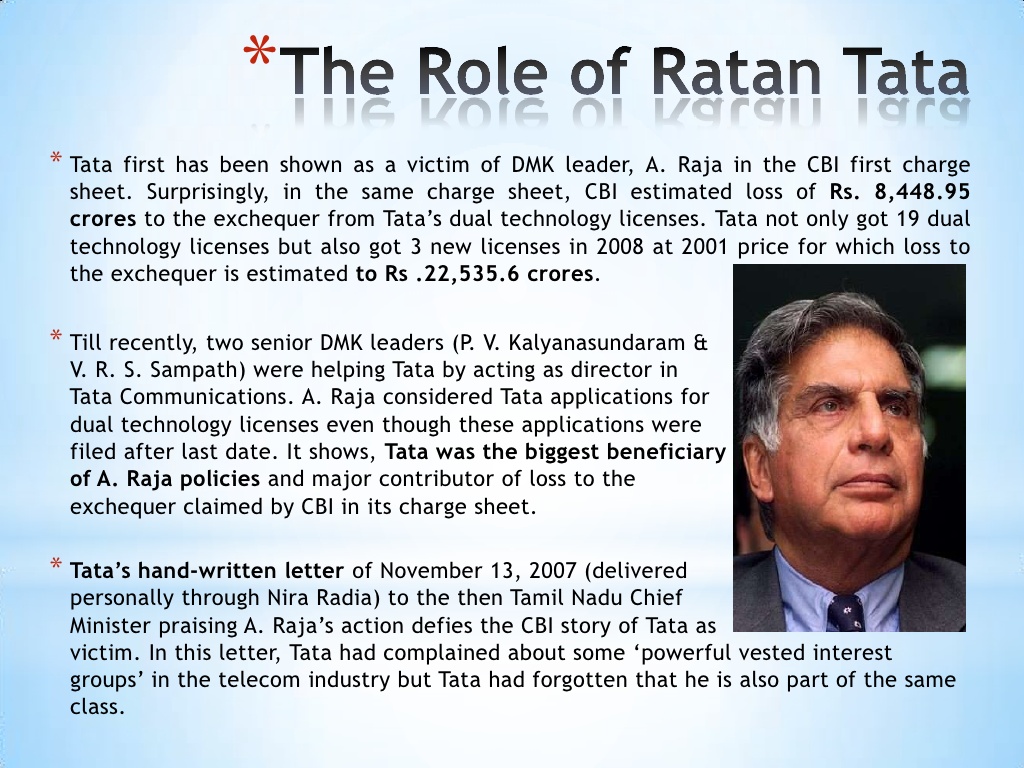 *The Role of Ratan Tata
* Tata first has been shown as a victim of DMK leader, A. Raja in the CBI first charge
sheet. Surprisingly, in the same charge sheet, CBI estimated loss of Rs. 8,448.95
crores to the exchequer from Tata’s dual technology licenses. Tata not only got 19 dual
technology licenses but also got 3 new licenses in 2008 at 2001 price for which loss to
the exchequer is estimated to Rs .22,535.6 crores.
* Till recently, two senior DMK leaders (P. V. Kalyanasundaram &
V. R. S. Sampath) were helping Tata by acting as director in
Tata Communications. A. Raja considered Tata applications for
dual technology licenses even though these applications were
filed after last date. It shows, Tata was the biggest beneficiary
of A. Raja policies and major contributor of loss to the
exchequer claimed by CBI in its charge sheet.
* Tata’s hand-written letter of November 13, 2007 (delivered
personally through Nira Radia) to the then Tamil Nadu Chief
Minister praising A. Raja’s action defies the CBI story of Tata as
victim. In this letter, Tata had complained about some ‘powerful vested interest
groups’ in the telecom industry but Tata had forgotten that he is also part of the same
class.